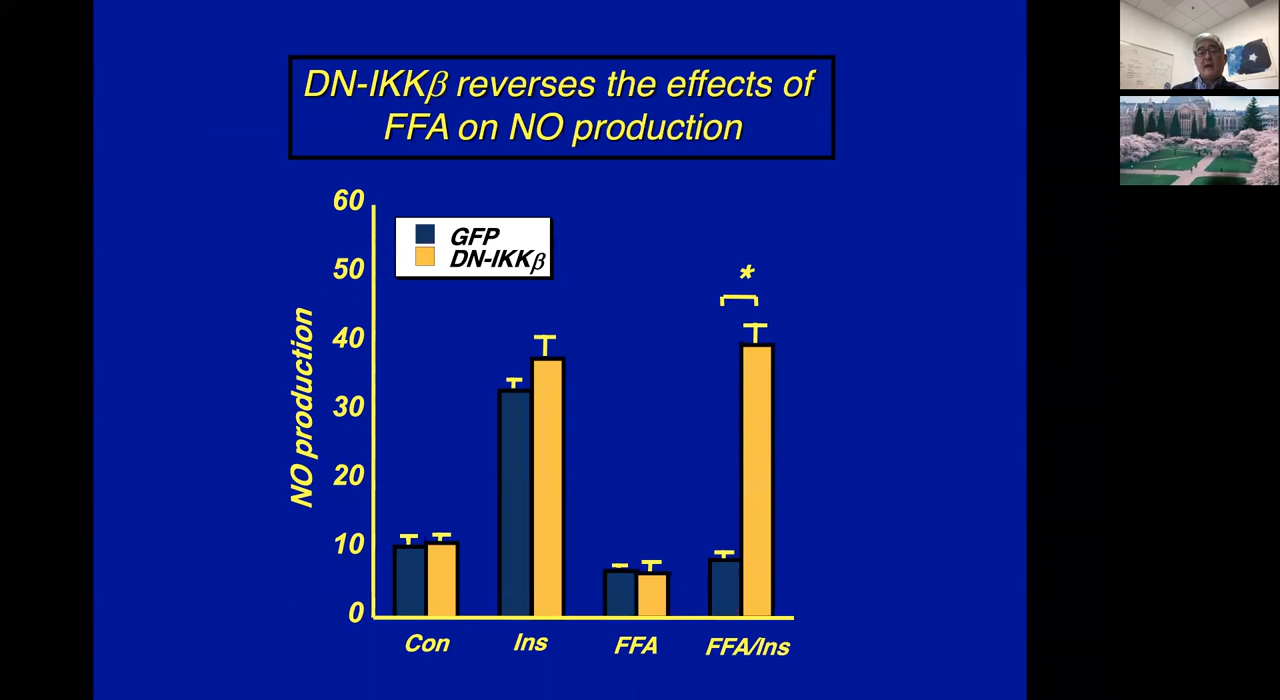 DN-IKKβ reverses the effects of
FFA on NO production
60
50
40
30
20
10
0
NO production
GFP
DN-IKKβ
*
Con
Ins
FFA
FFA/Ins